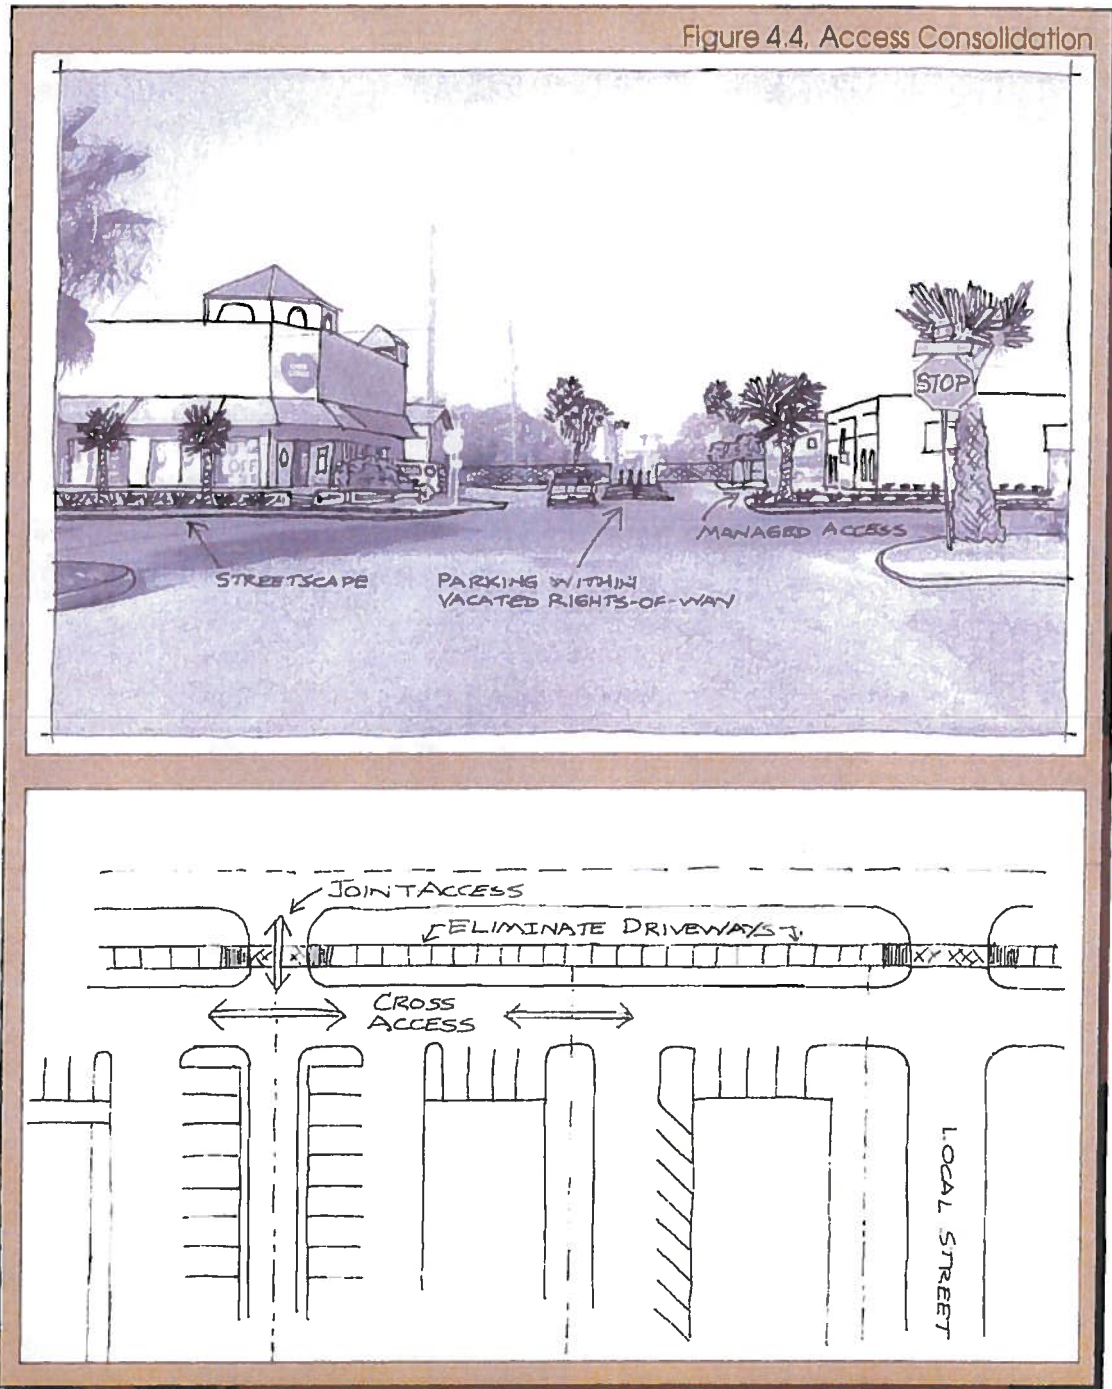 Figure 4.4, Access Consolidation
STOP
MANAGED ACCESS
STREETSCAPE
PARKING WITHIN
VACATED RIGHTS-OF-WAY
JOINT ACCESS
ELIMINATE DRIVEWAYS
CROSS
ACCESS
LOCAL STREET